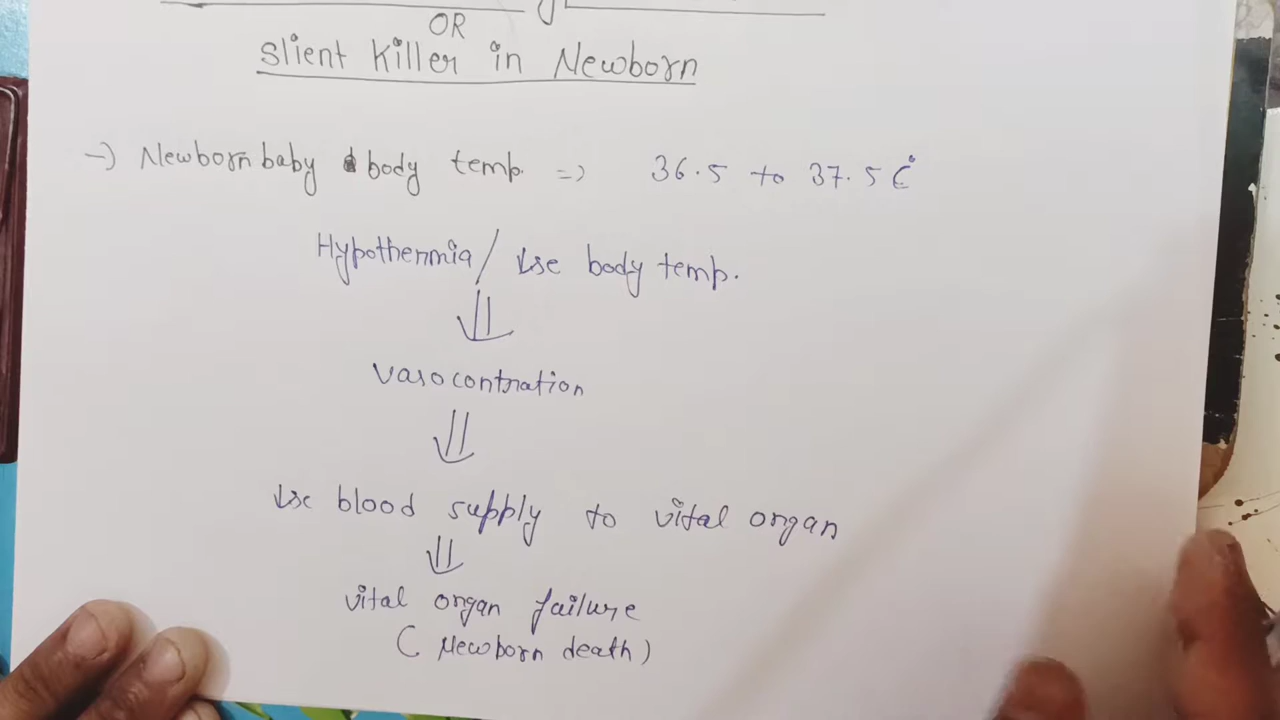 OR
Slient Killer in Newborn
-) Newborn baby body temp. => 36.5 to 37.5 C°
Hypothermia / ↓se body temp.
⇓
Vasocontration
⇓
↓se blood supply to vital organ
⇓
vital organ failure
( Newborn death )